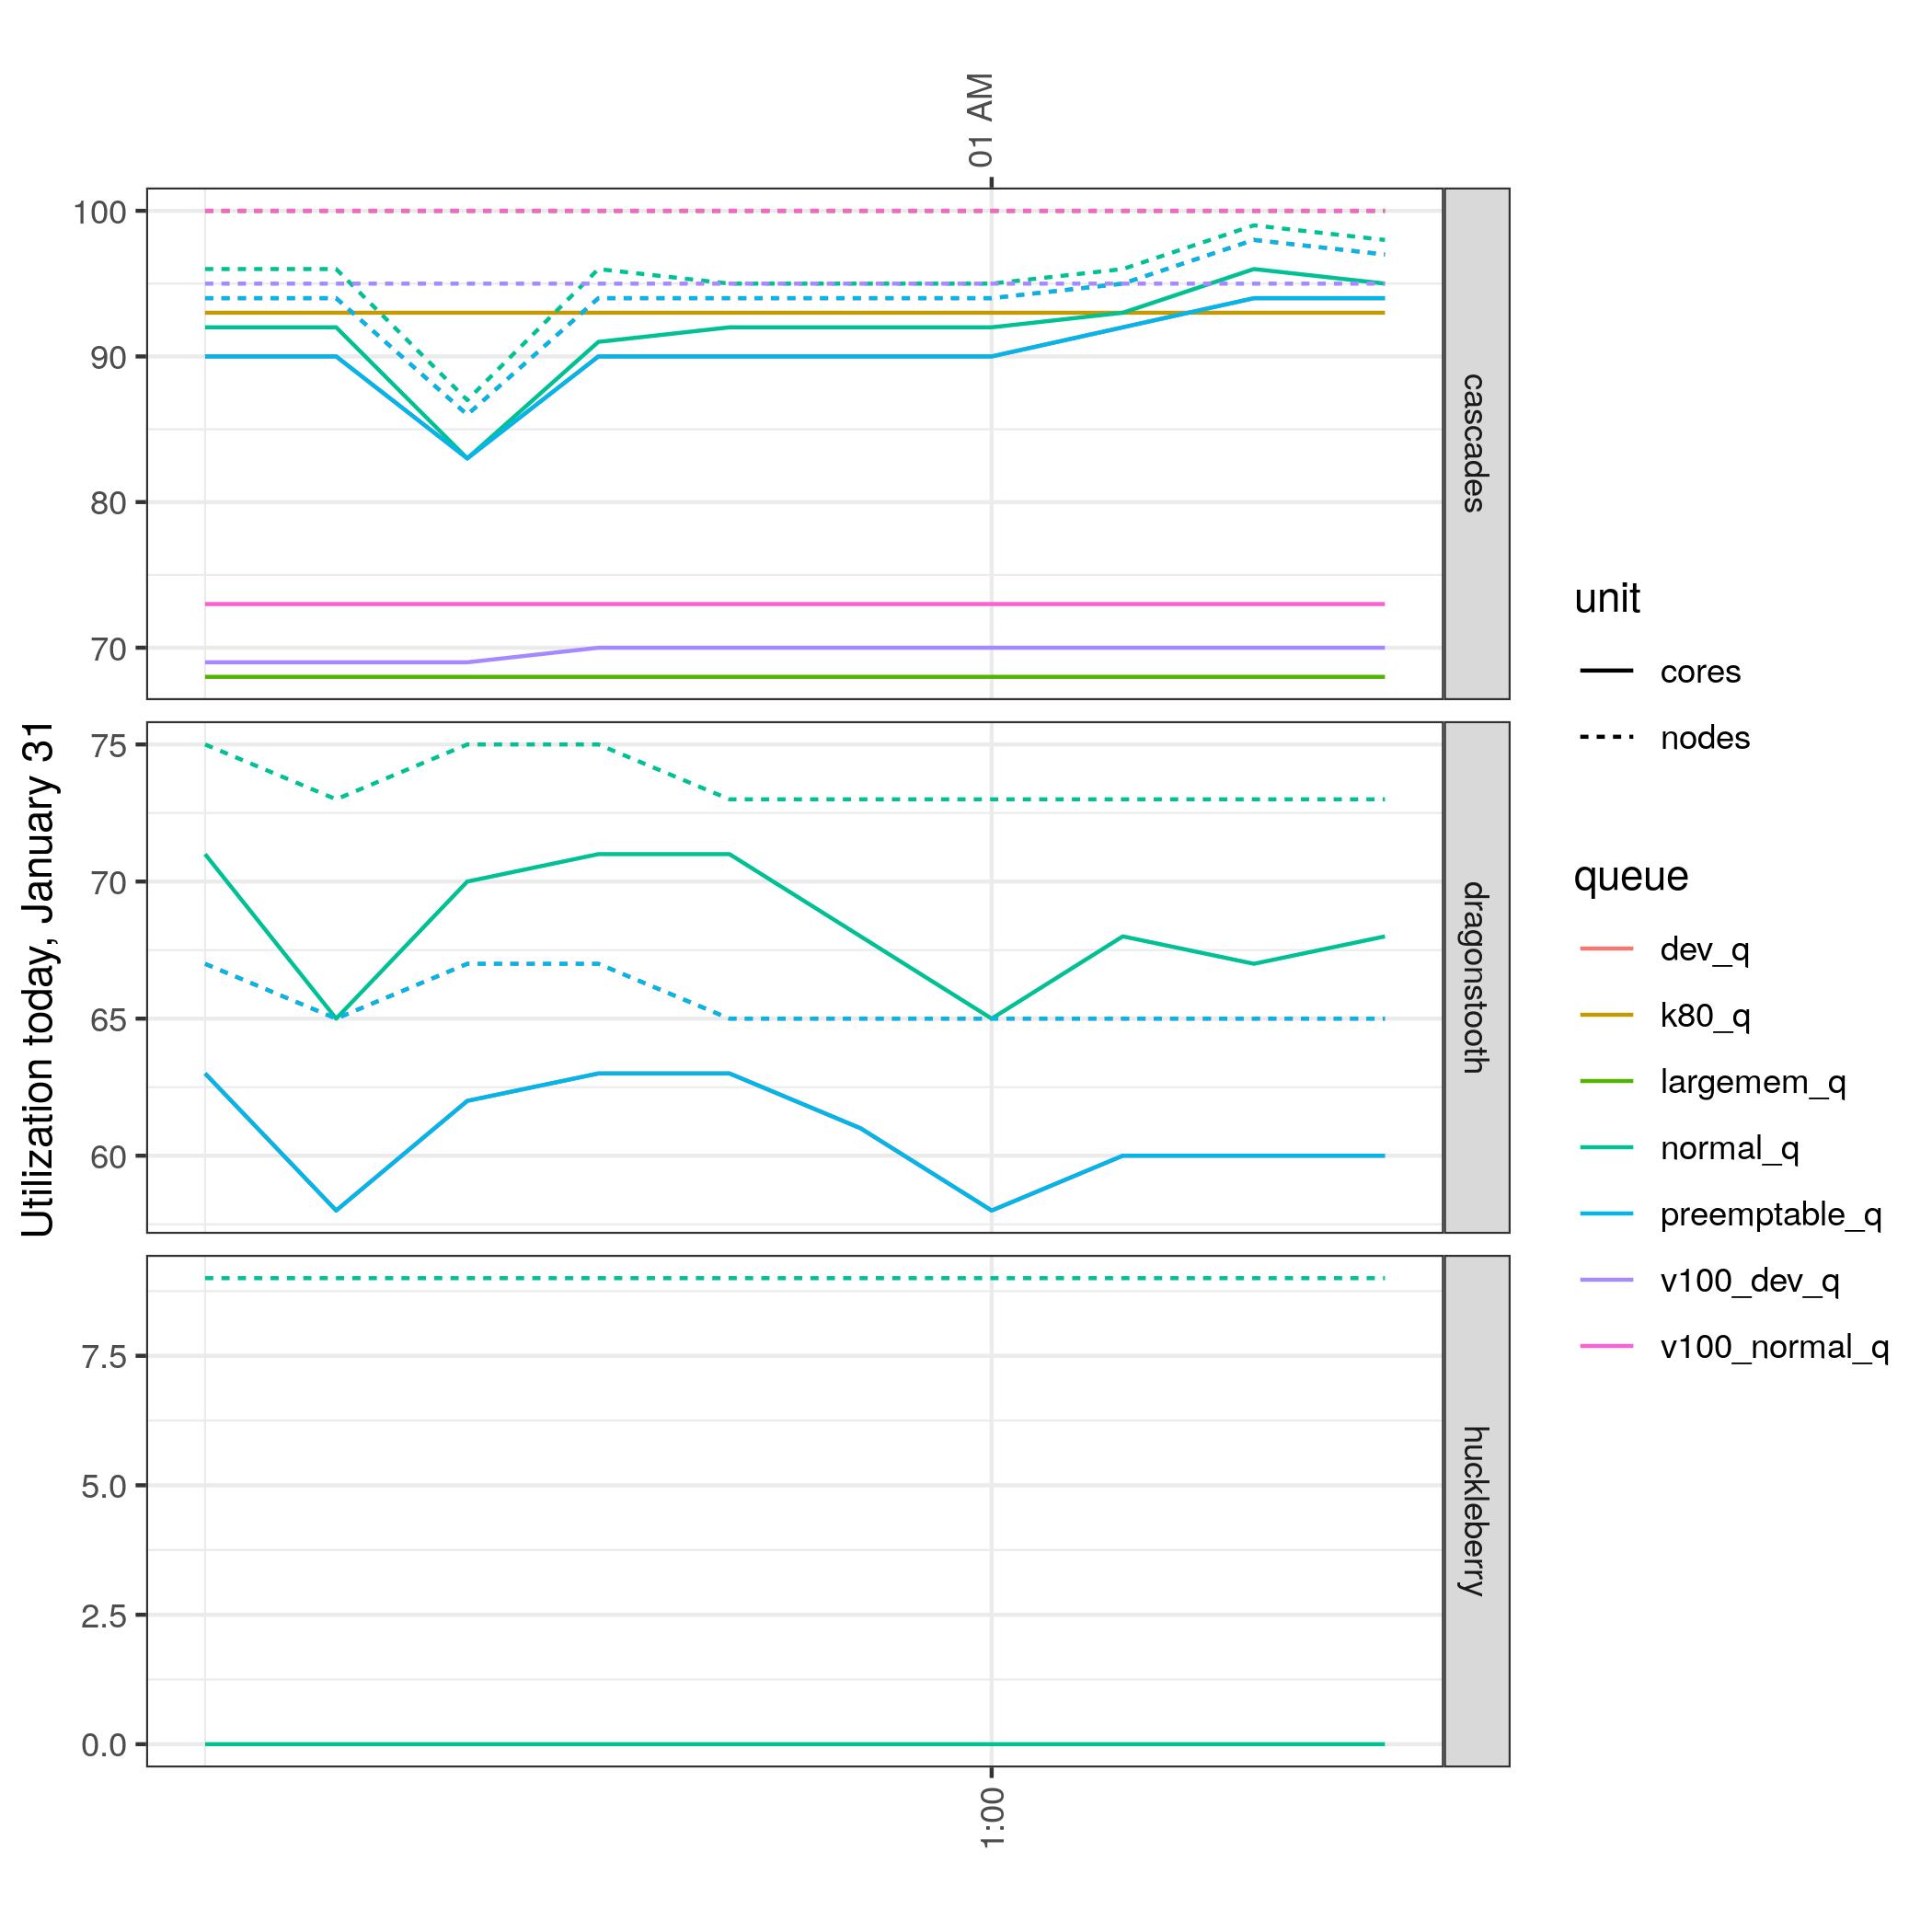 01 AM
100
90
80
70
cascades
75
70
65
60
dragonstooth
7.5
5.0
2.5
0.0
huckleberry
1:00
Utilization today, January 31
unit
cores
nodes
queue
dev_q
k80_q
largemem_q
normal_q
preemptable_q
v100_dev_q
v100_normal_q